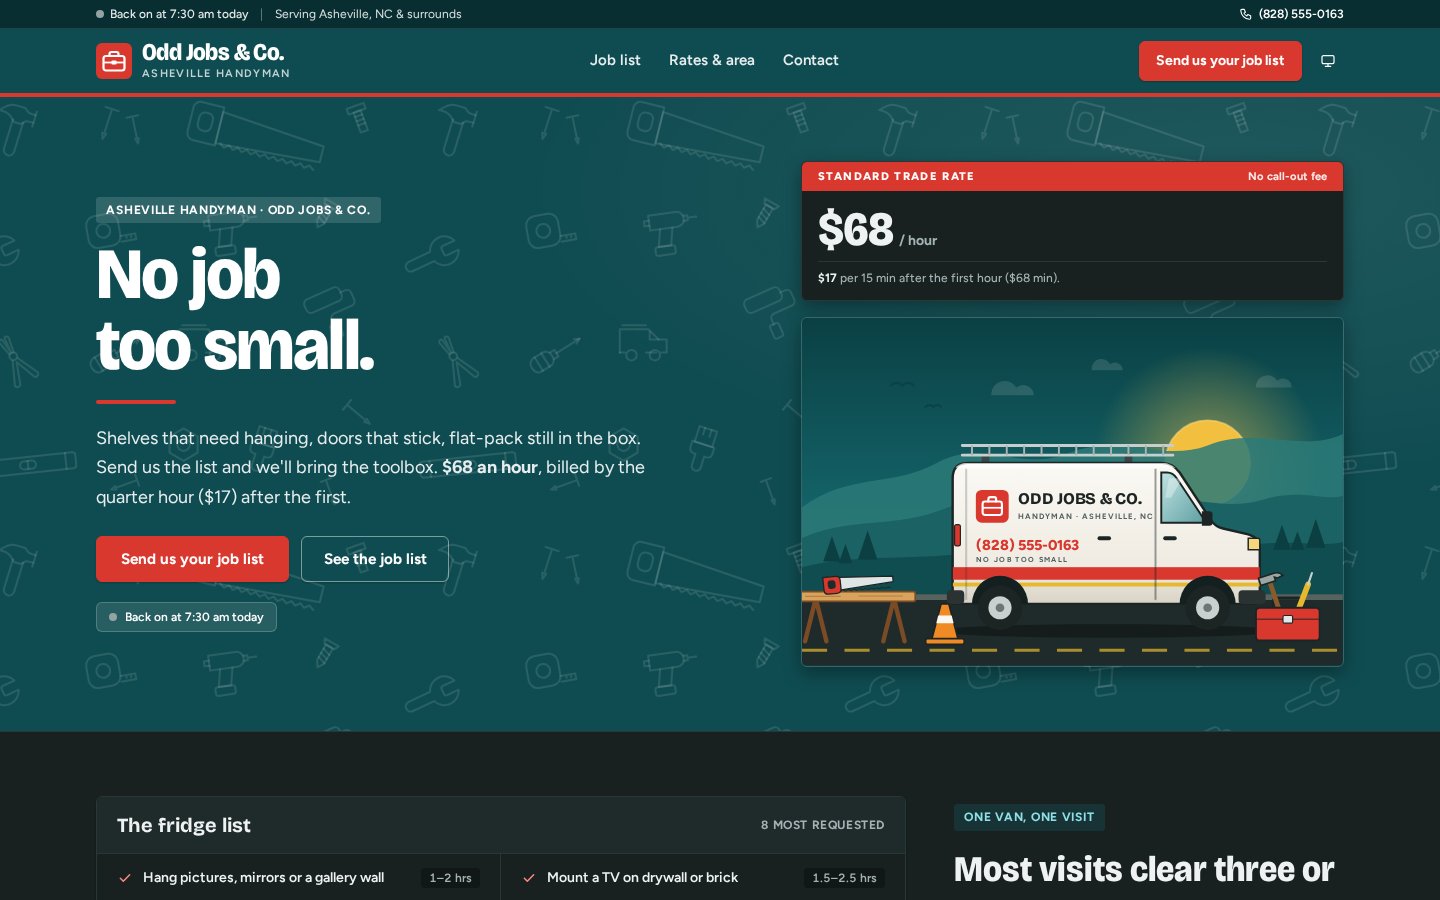 Back on at 7:30 am today
Serving Asheville, NC & surrounds
(828) 555-0163
Odd Jobs & Co.
ASHEVILLE HANDYMAN
Job list
Rates & area
Contact
Send us your job list
ASHEVILLE HANDYMAN · ODD JOBS & CO.
No job
too small.
Shelves that need hanging, doors that stick, flat-pack still in the box.
Send us the list and we'll bring the toolbox. $68 an hour, billed by the
quarter hour ($17) after the first.
Send us your job list
See the job list
Back on at 7:30 am today
STANDARD TRADE RATE
No call-out fee
$68 / hour
$17 per 15 min after the first hour ($68 min).
ODD JOBS & CO.
HANDYMAN · ASHEVILLE, NC
(828) 555-0163
NO JOB TOO SMALL
The fridge list
8 MOST REQUESTED
Hang pictures, mirrors or a gallery wall
1–2 hrs
Mount a TV on drywall or brick
1.5–2.5 hrs
ONE VAN, ONE VISIT
Most visits clear three or